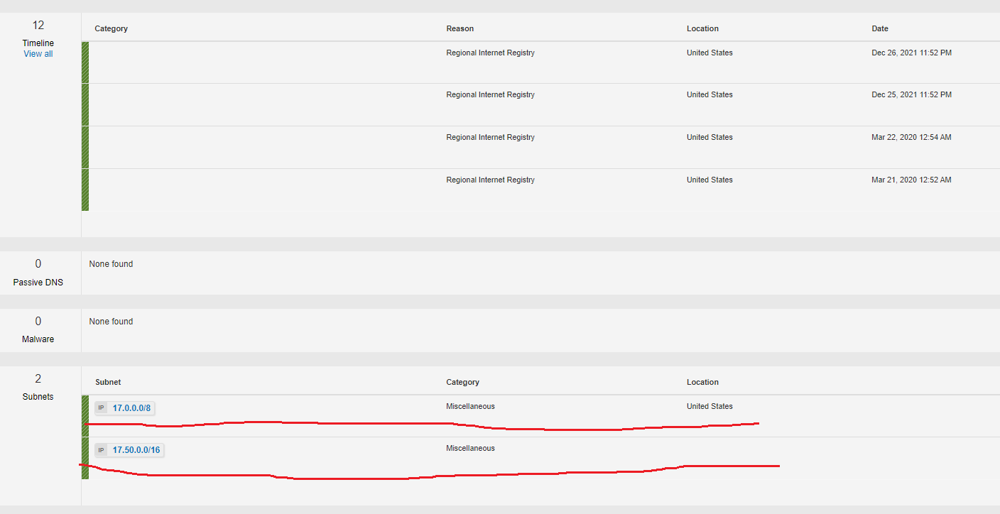 12
Timeline
View all
Category Reason Location Date
Regional Internet Registry United States Dec 26, 2021 11:52 PM
Regional Internet Registry United States Dec 25, 2021 11:52 PM
Regional Internet Registry United States Mar 22, 2020 12:54 AM
Regional Internet Registry United States Mar 21, 2020 12:52 AM
0
Passive DNS
None found
0
Malware
None found
2
Subnets
Subnet Category Location
IP 17.0.0.0/8 Miscellaneous United States
IP 17.50.0.0/16 Miscellaneous